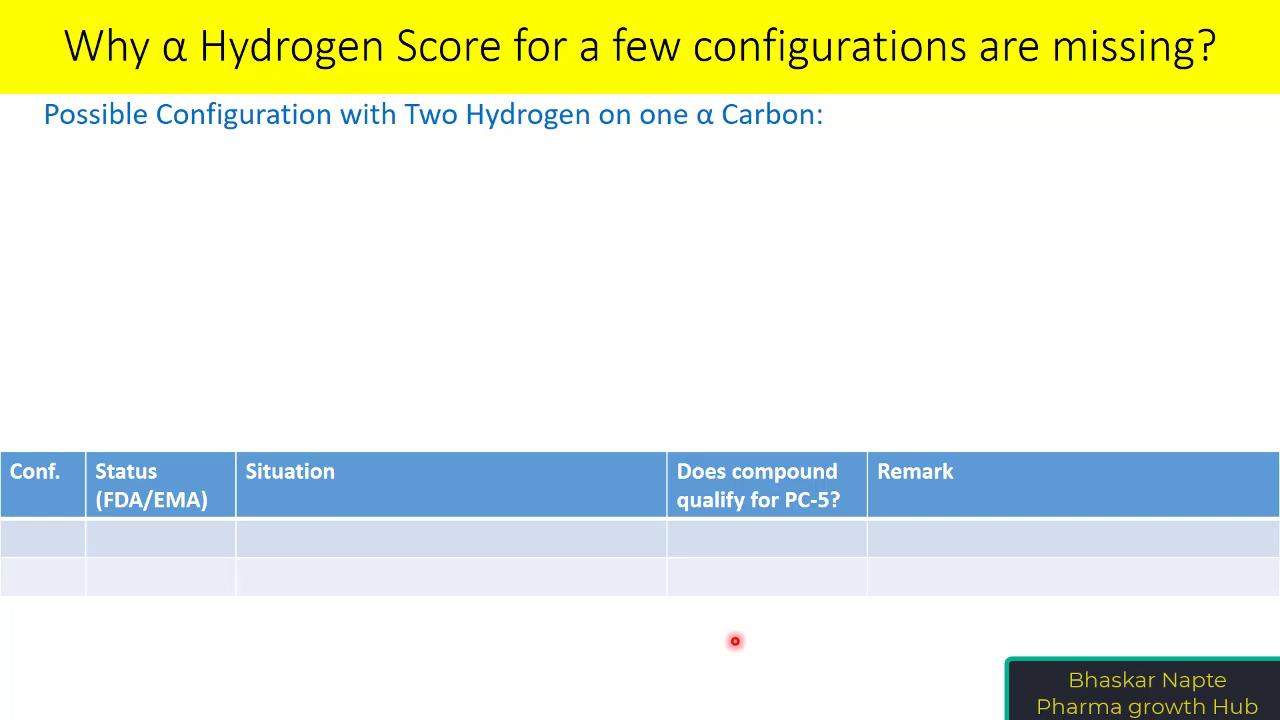 Why α Hydrogen Score for a few configurations are missing?
Possible Configuration with Two Hydrogen on one α Carbon:
Conf.
Status
(FDA/EMA)
Situation
Does compound
qualify for PC-5?
Remark
Bhaskar Napte
Pharma growth Hub